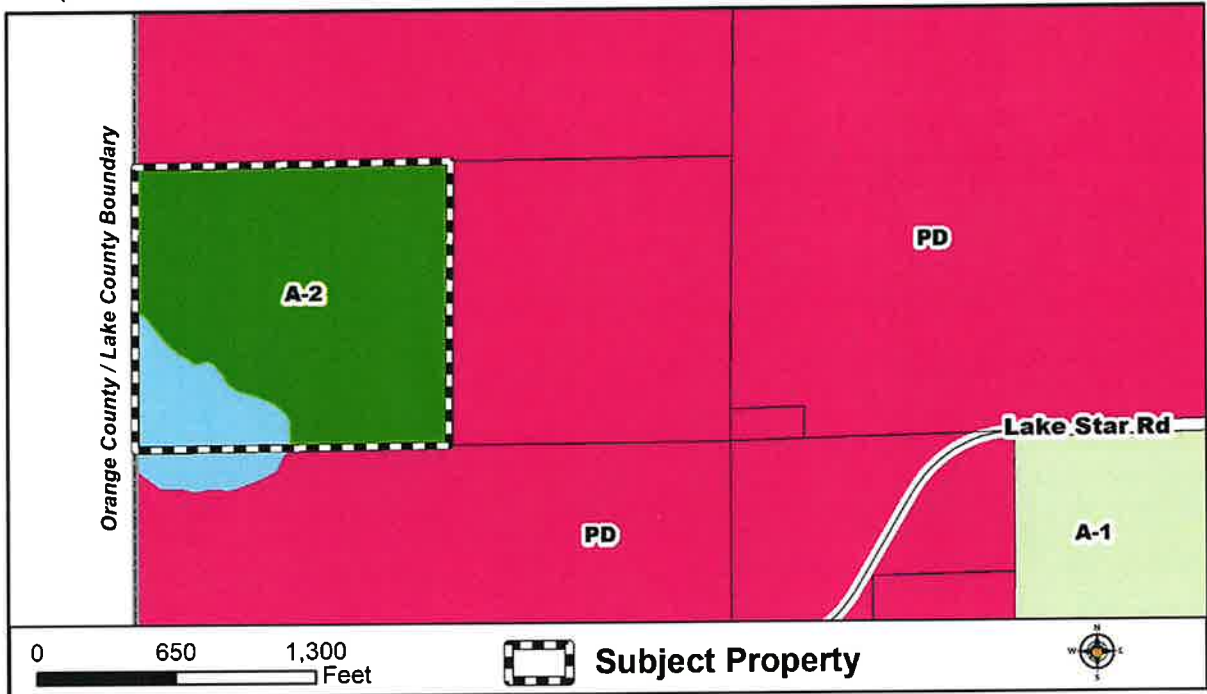 Orange County / Lake County Boundary
PD
A-2
Lake Star Rd
PD
A-1
0 650 1,300
Feet
Subject Property
N
W E
S